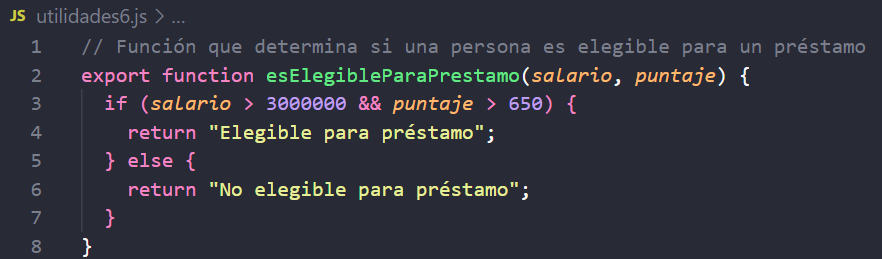 JS utilidades6.js > ...
1 // Función que determina si una persona es elegible para un préstamo
2 export function esElegibleParaPrestamo(salario, puntaje) {
3   if (salario > 3000000 && puntaje > 650) {
4     return "Elegible para préstamo";
5   } else {
6     return "No elegible para préstamo";
7   }
8 }